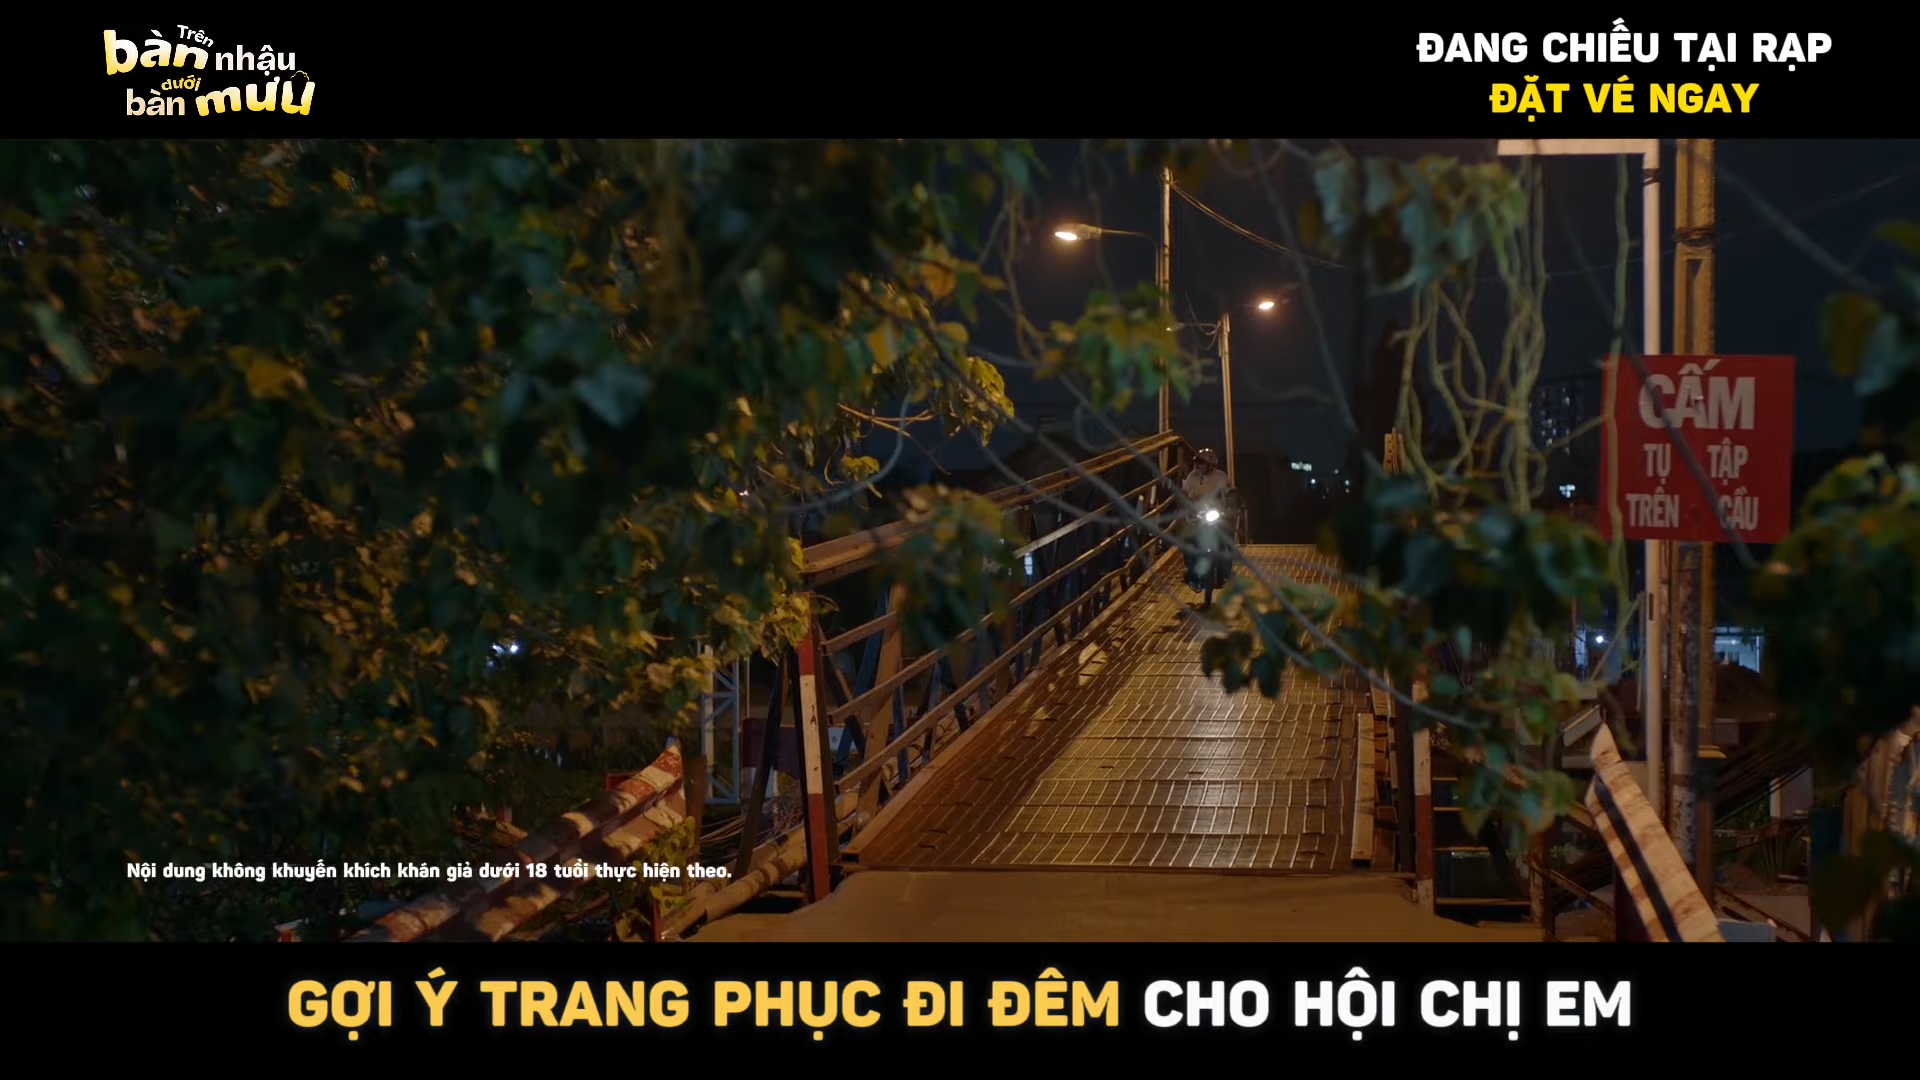 Trên
bàn nhậu
dưới
bàn mưu
ĐANG CHIẾU TẠI RẠP
ĐẶT VÉ NGAY
CẤM
TỤ TẬP
TRÊN CẦU
Nội dung không khuyến khích khán giả dưới 18 tuổi thực hiện theo.
GỢI Ý TRANG PHỤC ĐI ĐÊM CHO HỘI CHỊ EM